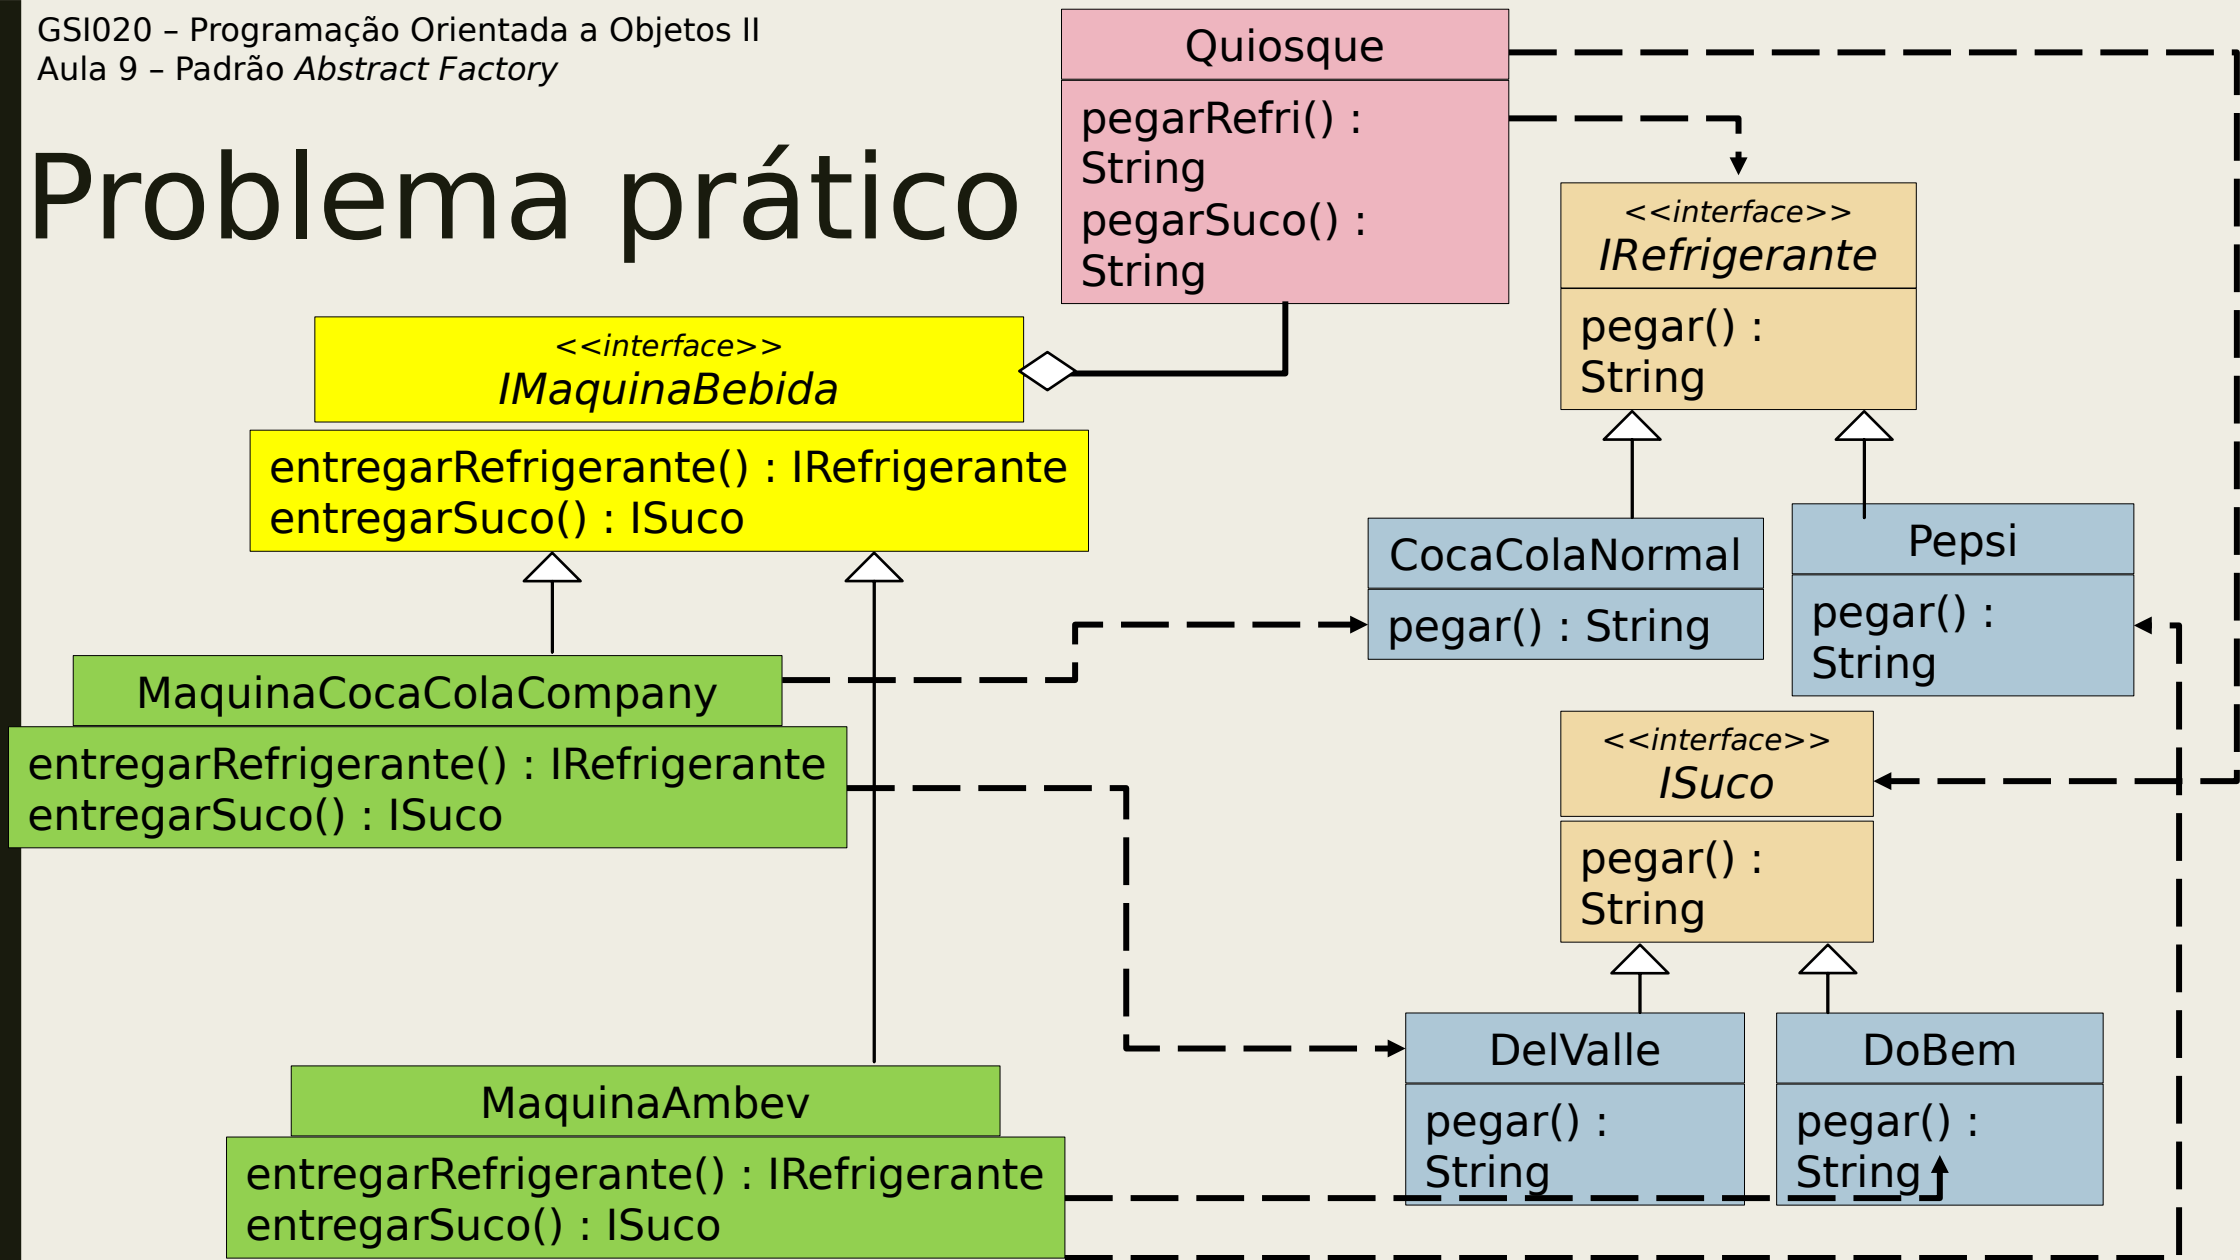 GSI020 – Programação Orientada a Objetos II
Aula 9 – Padrão Abstract Factory
Problema prático
Quiosque
pegarRefri() :
String
pegarSuco() :
String
<<interface>>
IRefrigerante
pegar() :
String
<<interface>>
IMaquinaBebida
entregarRefrigerante() : IRefrigerante
entregarSuco() : ISuco
CocaColaNormal
pegar() : String
Pepsi
pegar() :
String
MaquinaCocaColaCompany
entregarRefrigerante() : IRefrigerante
entregarSuco() : ISuco
<<interface>>
ISuco
pegar() :
String
DelValle
pegar() :
String
DoBem
pegar() :
String
MaquinaAmbev
entregarRefrigerante() : IRefrigerante
entregarSuco() : ISuco